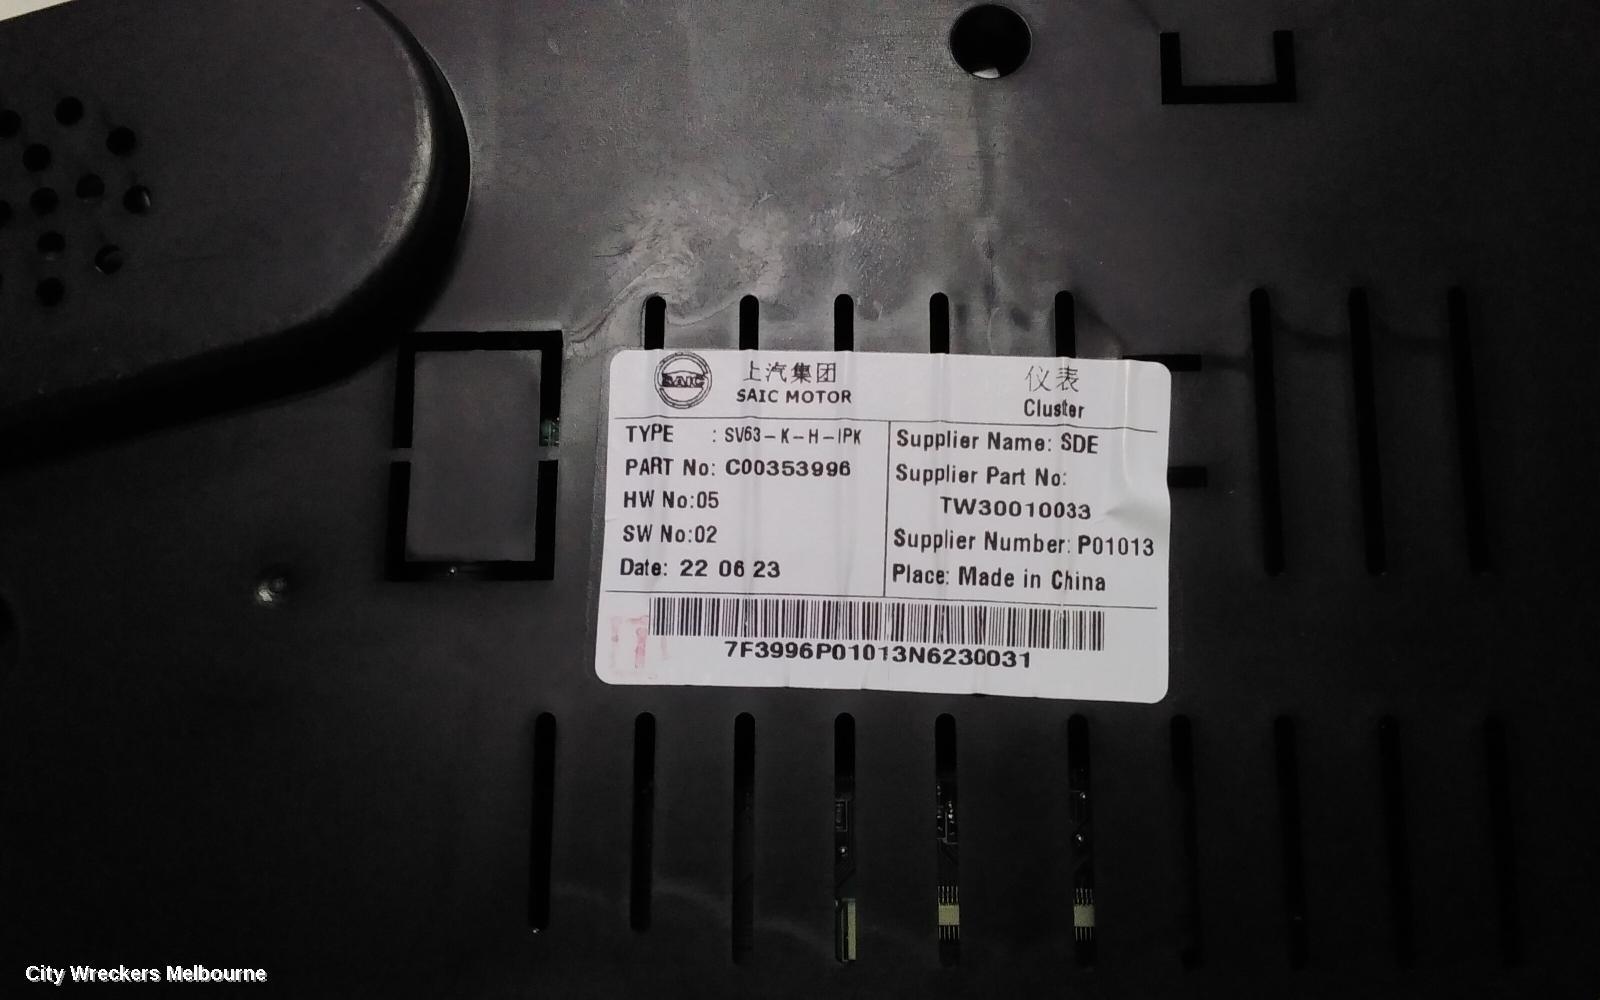 SAIC
上汽集团
SAIC MOTOR
仪表
Cluster
TYPE : SV63-K-H-IPK
PART No: C00353996
HW No:05
SW No:02
Date: 22 06 23
Supplier Name: SDE
Supplier Part No:
TW30010033
Supplier Number: P01013
Place: Made in China
7F3996P01013N6230031
City Wreckers Melbourne